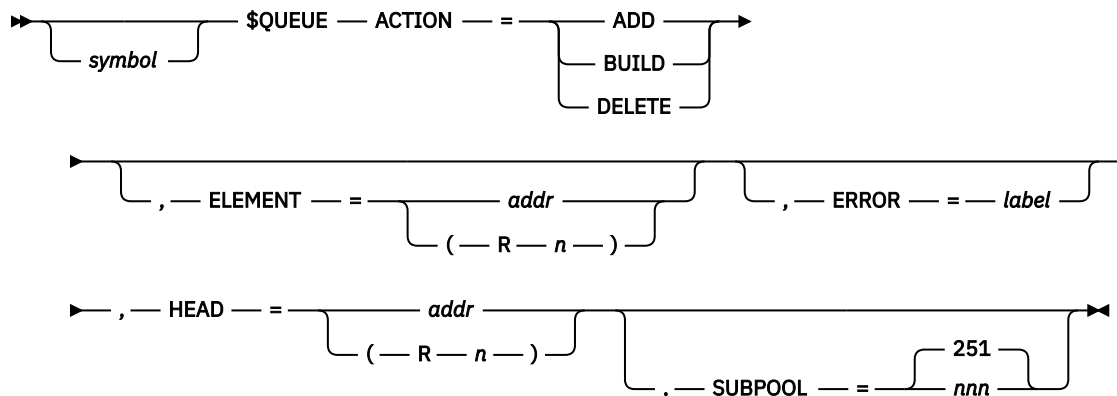 $QUEUE ACTION = ADD
symbol
BUILD
DELETE
, ELEMENT = addr
( R n )
, ERROR = label
, HEAD = addr
( R n )
251
, SUBPOOL = nnn